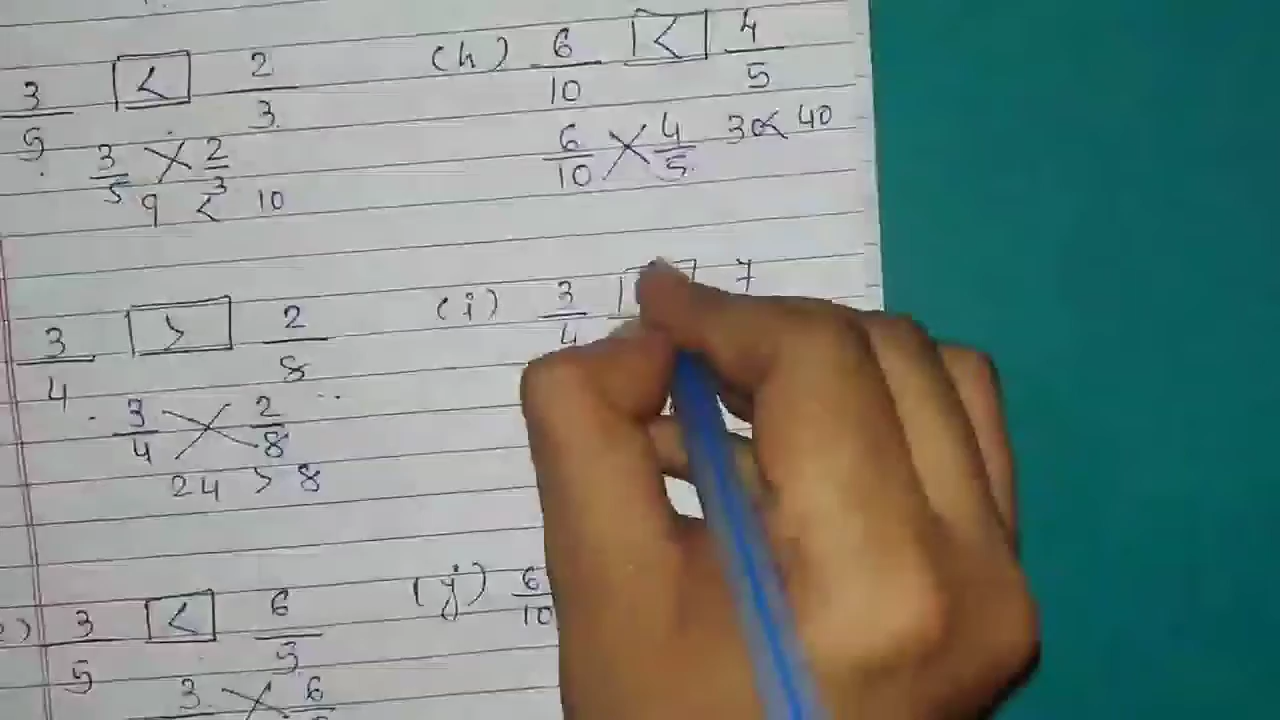 3/5 < 2/3
3/5 × 2/3
9 < 10
(h) 6/10 < 4/5
6/10 × 4/5 30 < 40
3/4 > 2/8
3/4 × 2/8
24 > 8
(i) 3/4 7
3/5 < 6/5
3 × 6
(j) 6/10